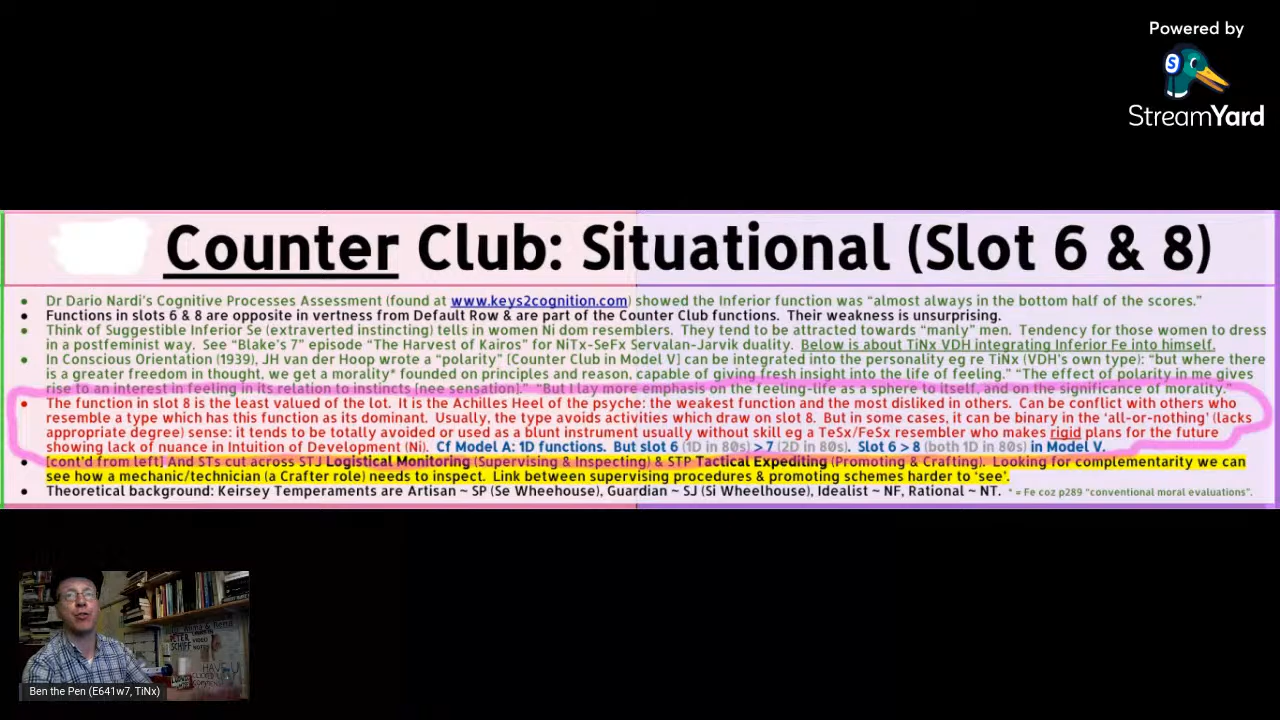 Powered by
S
StreamYard
Counter Club: Situational (Slot 6 & 8)
• Dr Dario Nardi's Cognitive Processes Assessment (found at www.keys2cognition.com) showed the Inferior function was "almost always in the bottom half of the scores."
• Functions in slots 6 & 8 are opposite in vertness from Default Row & are part of the Counter Club functions. Their weakness is unsurprising.
• Think of Suggestible Inferior Se (extraverted instincting) tells in women Ni dom resemblers. They tend to be attracted towards "manly" men. Tendency for those women to dress
in a postfeminist way. See "Blake's 7" episode "The Harvest of Kairos" for NiTx-SeFx Servalan-Jarvik duality. Below is about TiNx VDH integrating Inferior Fe into himself.
• In Conscious Orientation (1939), JH van der Hoop wrote a "polarity" [Counter Club in Model V] can be integrated into the personality eg re TiNx (VDH's own type): "but where there
is a greater freedom in thought, we get a morality* founded on principles and reason, capable of giving fresh insight into the life of feeling." "The effect of polarity in me gives
rise to an interest in feeling in its relation to instincts [nee sensation]." "But I lay more emphasis on the feeling-life as a sphere to itself, and on the significance of morality."
• The function in slot 8 is the least valued of the lot. It is the Achilles Heel of the psyche: the weakest function and the most disliked in others. Can be conflict with others who
resemble a type which has this function as its dominant. Usually, the type avoids activities which draw on slot 8. But in some cases, it can be binary in the 'all-or-nothing' (lacks
appropriate degree) sense: it tends to be totally avoided or used as a blunt instrument usually without skill eg a TeSx/FeSx resembler who makes rigid plans for the future
showing lack of nuance in Intuition of Development (Ni). Cf Model A: 1D functions. But slot 6 (1D in 80s) > 7 (2D in 80s). Slot 6 > 8 (both 1D in 80s) in Model V.
• [cont'd from left] And STs cut across STJ Logistical Monitoring (Supervising & Inspecting) & STP Tactical Expediting (Promoting & Crafting). Looking for complementarity we can
see how a mechanic/technician (a Crafter role) needs to inspect. Link between supervising procedures & promoting schemes harder to 'see'.
• Theoretical background: Keirsey Temperaments are Artisan ~ SP (Se Wheehouse), Guardian ~ SJ (Si Wheelhouse), Idealist ~ NF, Rational ~ NT. * = Fe coz p289 "conventional moral evaluations".
PETER
SCHIFF
HAVE U
Ben the Pen (E641w7, TiNx)